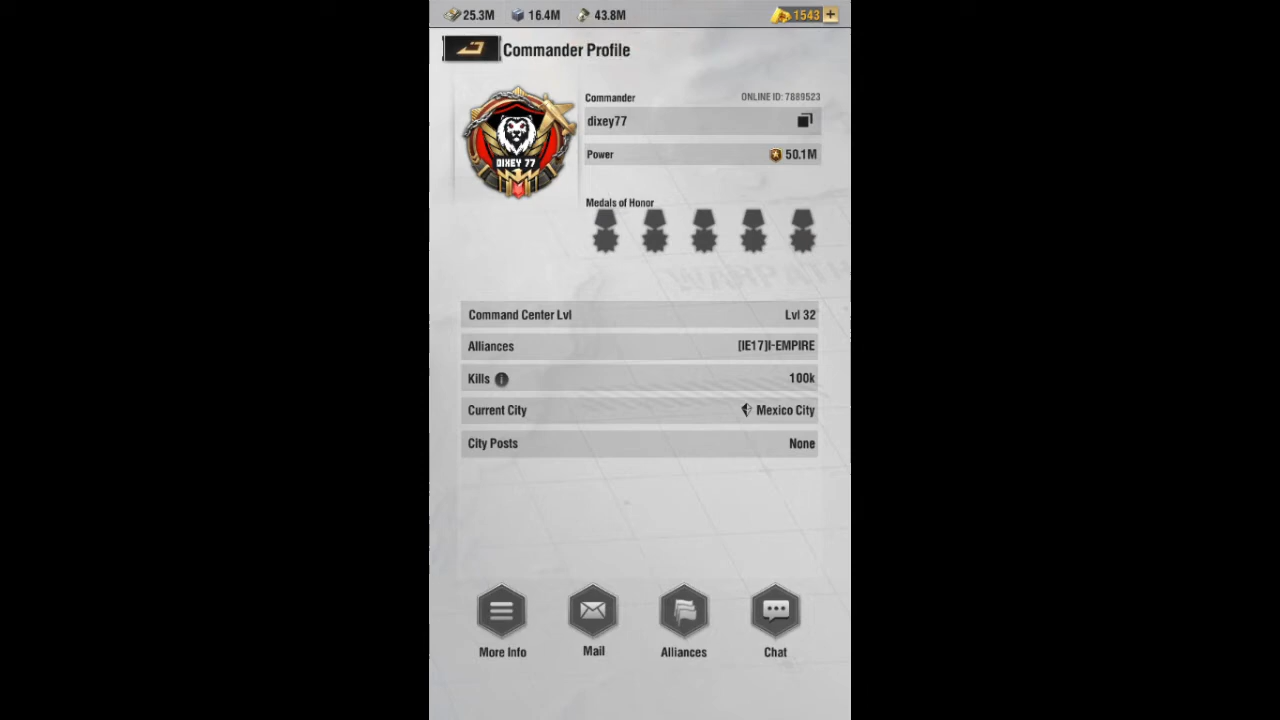 25.3M 16.4M 43.8M 1543 +
Commander Profile
Commander ONLINE ID: 7889523
dixey77
Power 50.1M
DIXEY 77
Medals of Honor
WARPATH
Command Center Lvl Lvl 32
Alliances [IE17]I-EMPIRE
Kills i 100k
Current City Mexico City
City Posts None
More Info Mail Alliances Chat